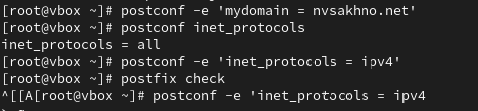 [root@vbox ~]# postconf -e 'mydomain = nvsakhno.net'
[root@vbox ~]# postconf inet_protocols
inet_protocols = all
[root@vbox ~]# postconf -e 'inet_protocols = ipv4'
[root@vbox ~]# postfix check
^[[A[root@vbox ~]# postconf -e 'inet_protocols = ipv4